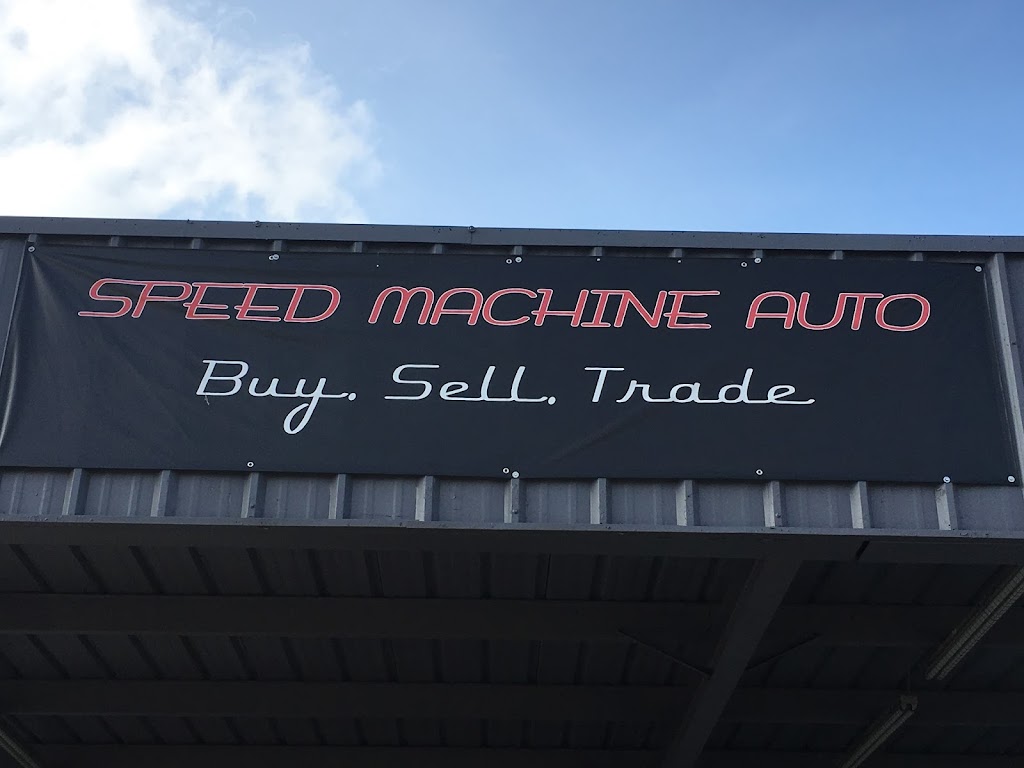 SPEED MACHINE AUTO
Buy. Sell. Trade